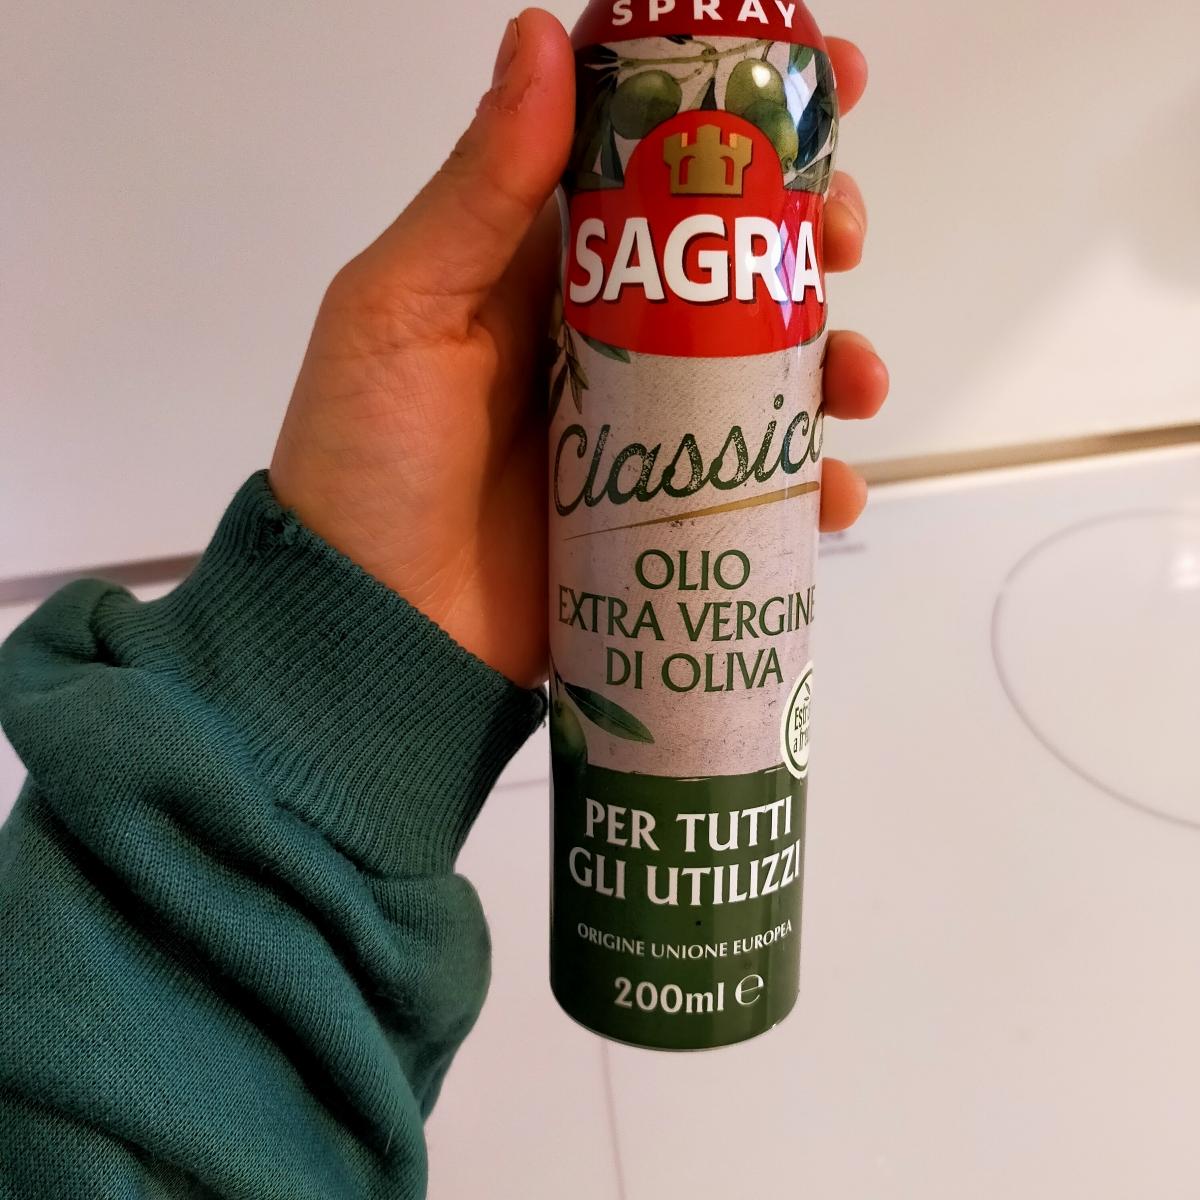 SPRAY
SAGRA
Classico
OLIO
EXTRA VERGINE
DI OLIVA
PER TUTTI
GLI UTILIZZI
ORIGINE UNIONE EUROPEA
200ml e